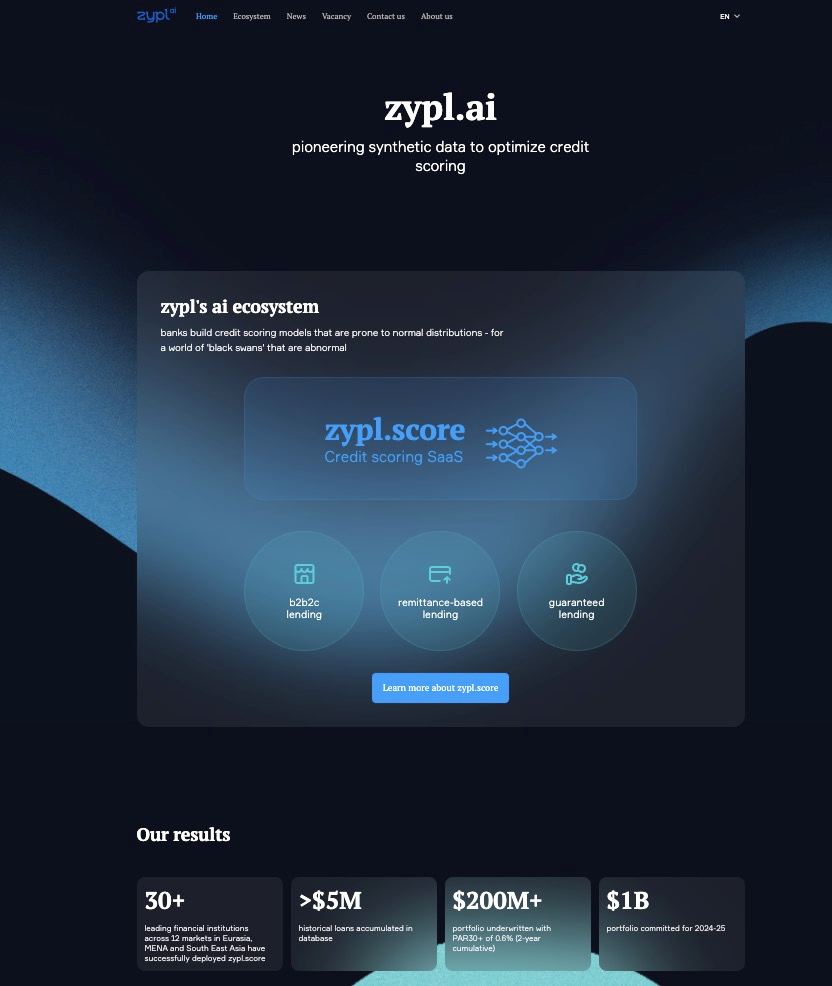 zypl ai
Home
Ecosystem
News
Vacancy
Contact us
About us
EN
zypl.ai
pioneering synthetic data to optimize credit
scoring
zypl's ai ecosystem
banks build credit scoring models that are prone to normal distributions - for
a world of 'black swans' that are abnormal
zypl.score
Credit scoring SaaS
b2b2c
lending
remittance-based
lending
guaranteed
lending
Learn more about zypl.score
Our results
30+
leading financial institutions
across 12 markets in Eurasia,
MENA and South East Asia have
successfully deployed zypl.score
>$5M
historical loans accumulated in
database
$200M+
portfolio underwritten with
PAR30+ of 0.6% (2-year
cumulative)
$1B
portfolio committed for 2024-25